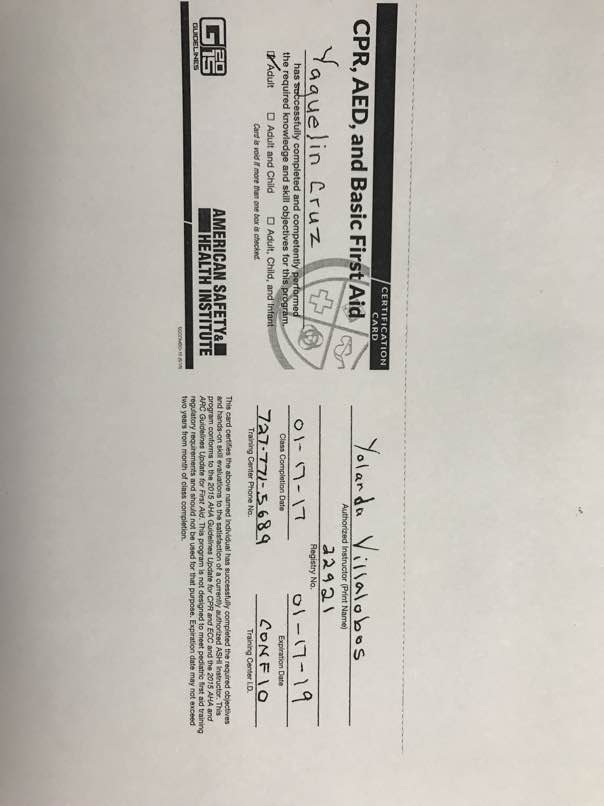 CERTIFICATION
CARD
CPR, AED, and Basic First Aid
Yaquelin Cruz
has successfully completed and competently performed
the required knowledge and skill objectives for this program.
Adult ☐ Adult and Child ☐ Adult, Child, and Infant
Card is void if more than one box is checked.
G2015
GUIDELINES
AMERICAN SAFETY &
HEALTH INSTITUTE
Yolanda Villalobos
Authorized Instructor (Print Name)
22921
Registry No.
01-17-17 01-17-19
Class Completion Date Expiration Date
727-771-5689 CONF10
Training Center Phone No. Training Center I.D.
This card certifies the above named individual has successfully completed the required objectives
and hands-on skill evaluations to the satisfaction of a currently authorized ASHI Instructor. This
program conforms to the 2015 AHA Guidelines Update for CPR and ECC and the 2015 AHA and
ARC Guidelines Update for First Aid. This program is not designed to meet pediatric first aid training
regulatory requirements and should not be used for that purpose. Expiration date may not exceed
two years from month of class completion.